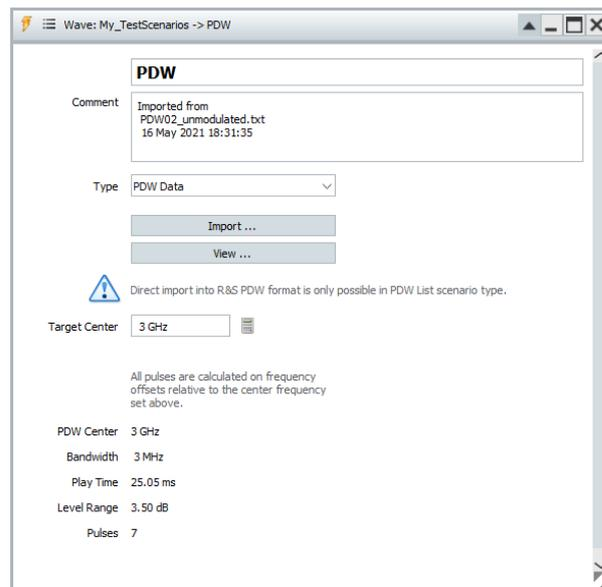 Wave: My_TestScenarios -> PDW
PDW
Comment
Imported from
PDW02_unmodulated.txt
16 May 2021 18:31:35
Type PDW Data
Import ...
View ...
Direct import into R&S PDW format is only possible in PDW List scenario type.
Target Center 3 GHz
All pulses are calculated on frequency
offsets relative to the center frequency
set above.
PDW Center 3 GHz
Bandwidth 3 MHz
Play Time 25.05 ms
Level Range 3.50 dB
Pulses 7